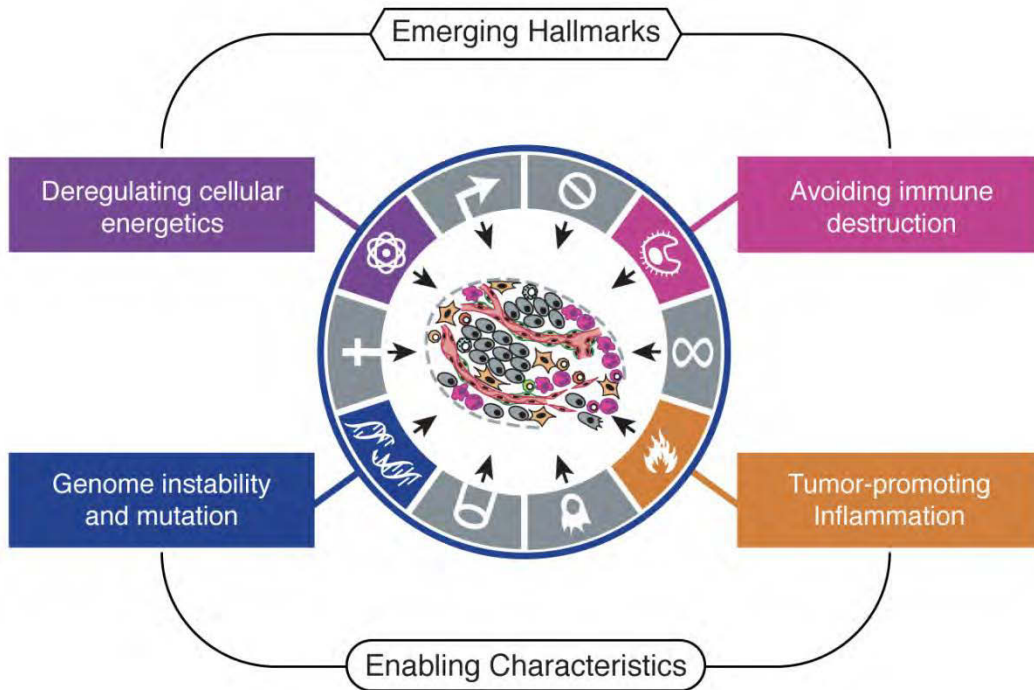 Emerging Hallmarks
Deregulating cellular
energetics
Avoiding immune
destruction
Genome instability
and mutation
Tumor-promoting
Inflammation
Enabling Characteristics